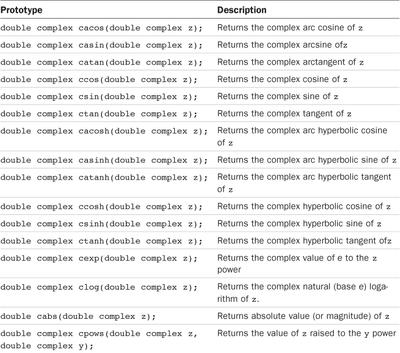 Prototype Description
double complex cacos(double complex z); Returns the complex arc cosine of z
double complex casin(double complex z); Returns the complex arcsine ofz
double complex catan(double complex z); Returns the complex arctangent of z
double complex ccos(double complex z); Returns the complex cosine of z
double complex csin(double complex z); Returns the complex sine of z
double complex ctan(double complex z); Returns the complex tangent of z
double complex cacosh(double complex z); Returns the complex arc hyperbolic cosine
of z
double complex casinh(double complex z); Returns the complex arc hyperbolic sine of z
double complex catanh(double complex z); Returns the complex arc hyperbolic tangent
of z
double complex ccosh(double complex z); Returns the complex hyperbolic cosine of z
double complex csinh(double complex z); Returns the complex hyperbolic sine of z
double complex ctanh(double complex z); Returns the complex hyperbolic tangent ofz
double complex cexp(double complex z); Returns the complex value of e to the z
power
double complex clog(double complex z); Returns the complex natural (base e) loga-
rithm of z.
double cabs(double complex z); Returns absolute value (or magnitude) of z
double complex cpows(double complex z, Returns the value of z raised to the y power
double complex y);